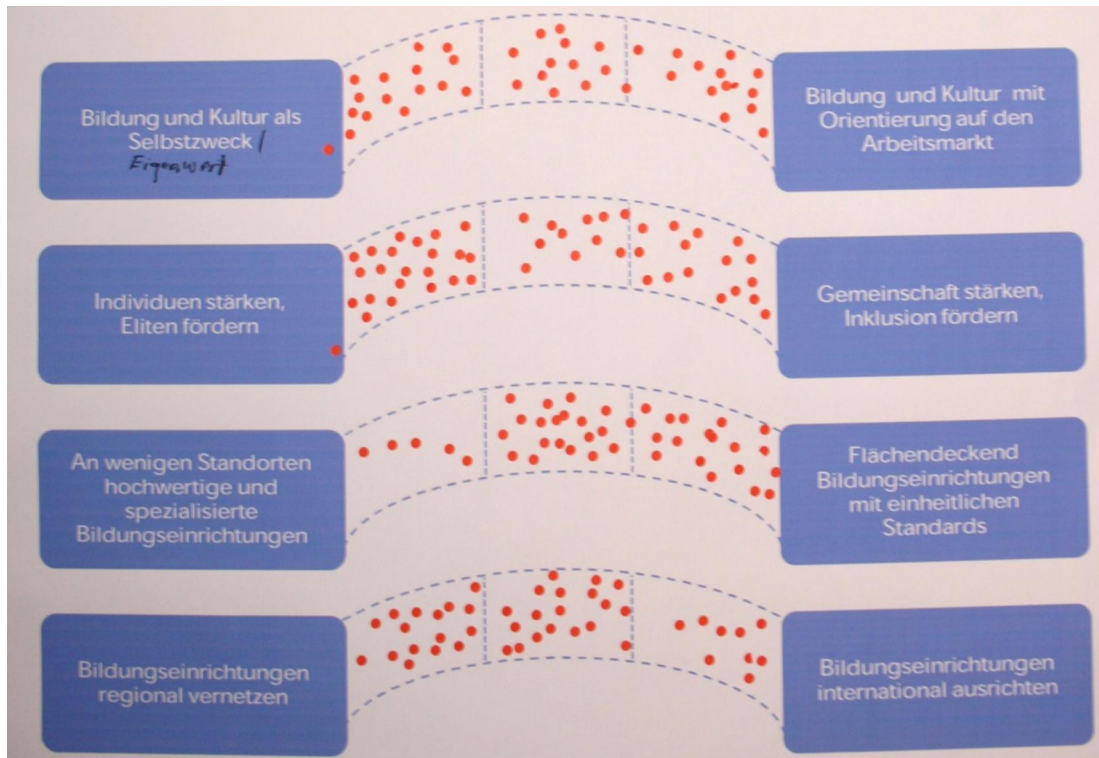 Bildung und Kultur als
Selbstzweck /
Eigenwert
Bildung und Kultur mit
Orientierung auf den
Arbeitsmarkt
Individuen stärken,
Eliten fördern
Gemeinschaft stärken,
Inklusion fördern
An wenigen Standorten
hochwertige und
spezialisierte
Bildungseinrichtungen
Flächendeckend
Bildungseinrichtungen
mit einheitlichen
Standards
Bildungseinrichtungen
regional vernetzen
Bildungseinrichtungen
international ausrichten